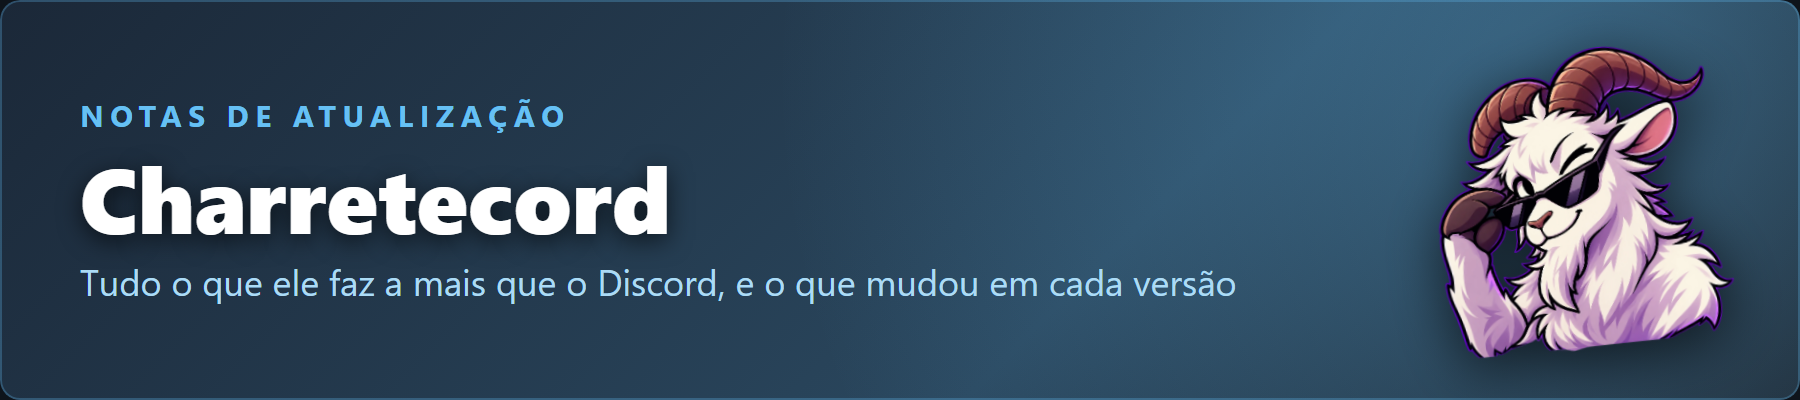 NOTAS DE ATUALIZAÇÃO
Charretecord
Tudo o que ele faz a mais que o Discord, e o que mudou em cada versão